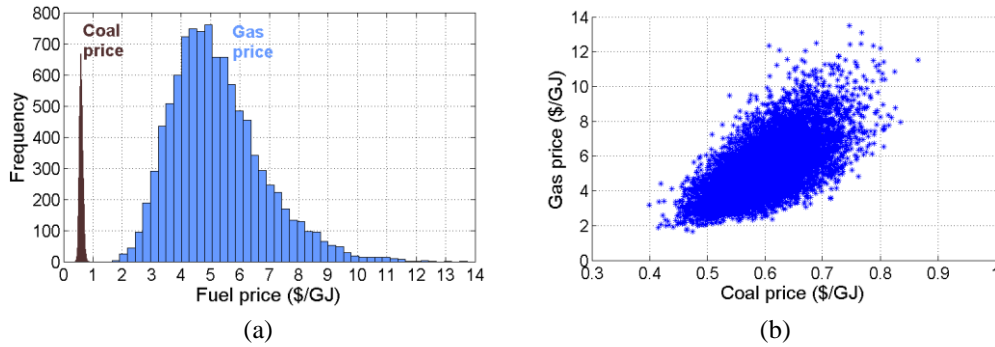 Coal
price
Gas
price
Frequency
800
700
600
500
400
300
200
100
0
0 1 2 3 4 5 6 7 8 9 10 11 12 13 14
Fuel price ($/GJ)
(a)
Gas price ($/GJ)
14
12
10
8
6
4
2
0
0.3 0.4 0.5 0.6 0.7 0.8 0.9 1
Coal price ($/GJ)
(b)